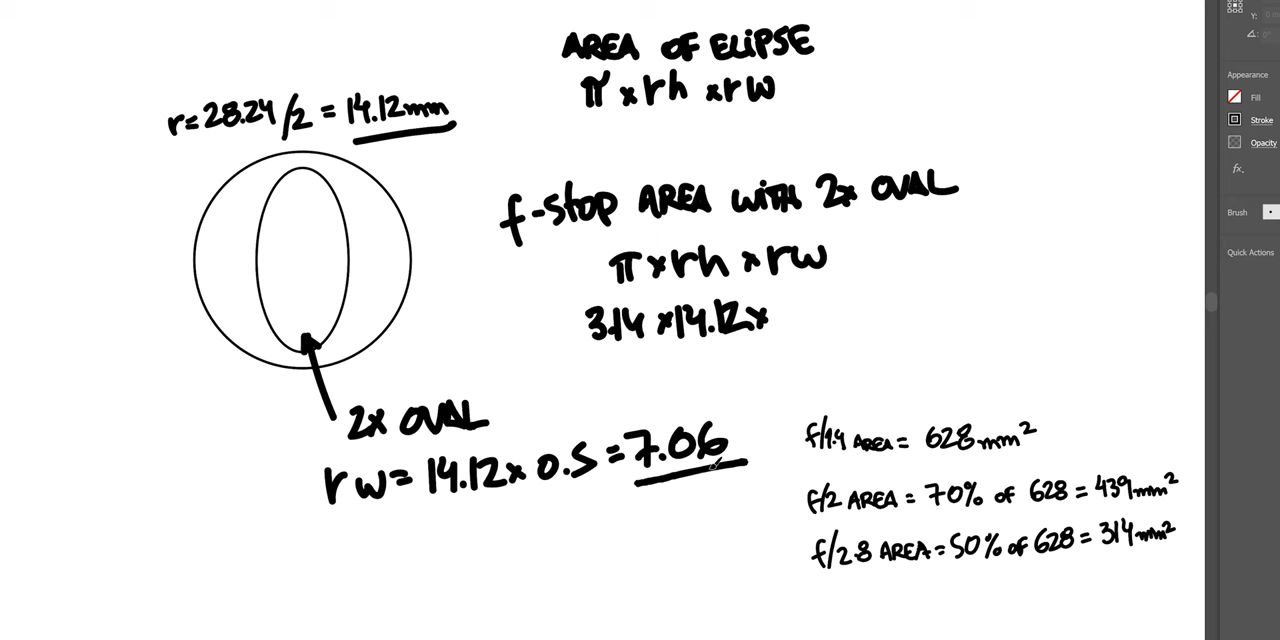 AREA OF ELIPSE
π × rh × rw
r=28.24/2 = 14.12mm
f-stop AREA WITH 2x OVAL
π × rh × rw
3.14 × 14.12 ×
2x OVAL
rw= 14.12 × 0.5 = 7.06
f/1.4 AREA = 628mm²
f/2 AREA = 70% of 628 = 439mm²
f/2.8 AREA = 50% of 628 = 314mm²
Y:
Appearance
Fill
Stroke
Opacity
fx.
Brush
Quick Actions